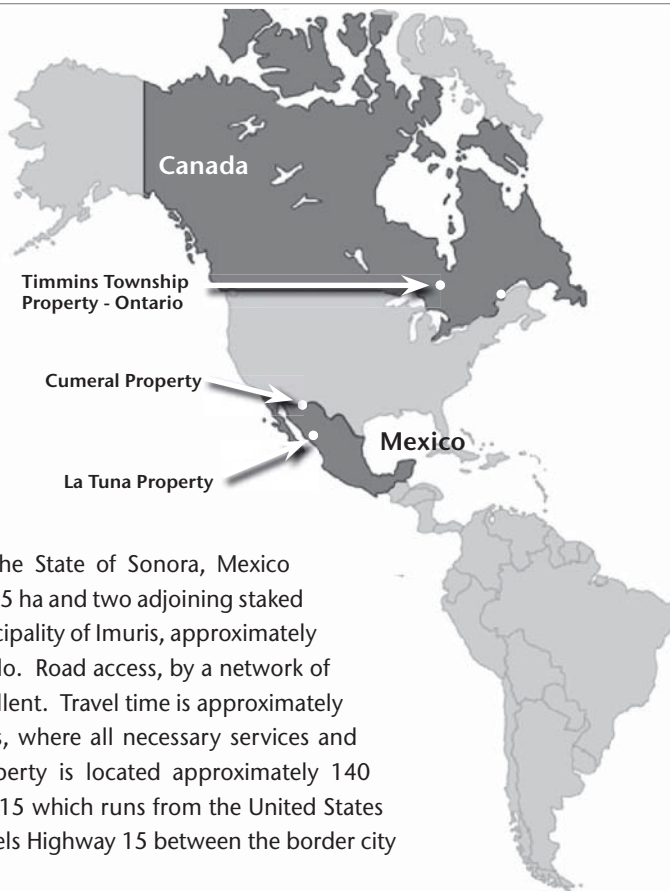 Canada
Timmins Township
Property - Ontario
Cumeral Property
Mexico
La Tuna Property
he State of Sonora, Mexico
5 ha and two adjoining staked
cipality of Imuris, approximately
lo. Road access, by a network of
llent. Travel time is approximately
s, where all necessary services and
perty is located approximately 140
15 which runs from the United States
els Highway 15 between the border city